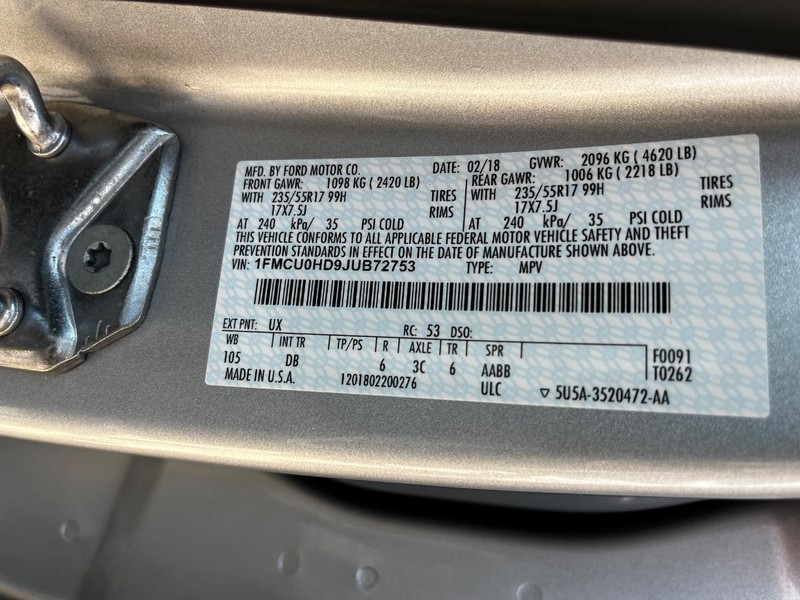 MFD. BY FORD MOTOR CO. DATE: 02/18 GVWR: 2096 KG ( 4620 LB)
FRONT GAWR: 1098 KG ( 2420 LB) REAR GAWR: 1006 KG ( 2218 LB)
WITH 235/55R17 99H TIRES WITH 235/55R17 99H TIRES
17X7.5J RIMS 17X7.5J RIMS
AT 240 kPa/ 35 PSI COLD AT 240 kPa/ 35 PSI COLD
THIS VEHICLE CONFORMS TO ALL APPLICABLE FEDERAL MOTOR VEHICLE SAFETY AND THEFT
PREVENTION STANDARDS IN EFFECT ON THE DATE OF MANUFACTURE SHOWN ABOVE.
VIN: 1FMCU0HD9JUB72753 TYPE: MPV
EXT PNT: UX RC: 53 DSO:
WB INT TR TP/PS R AXLE TR SPR F0091
105 DB 6 3C 6 AABB T0262
MADE IN U.S.A. 1201802200276 ULC ▽ 5U5A-3520472-AA